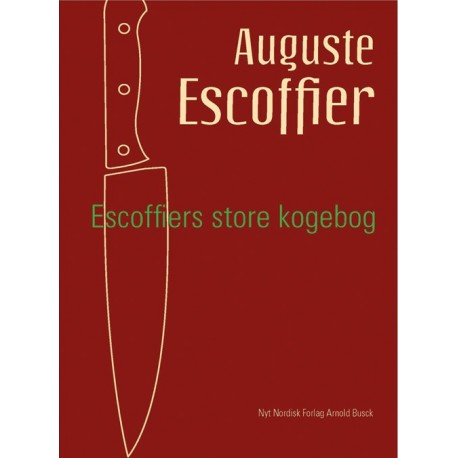 Auguste
Escoffier
Escoffiers store kogebog
Nyt Nordisk Forlag Arnold Busck